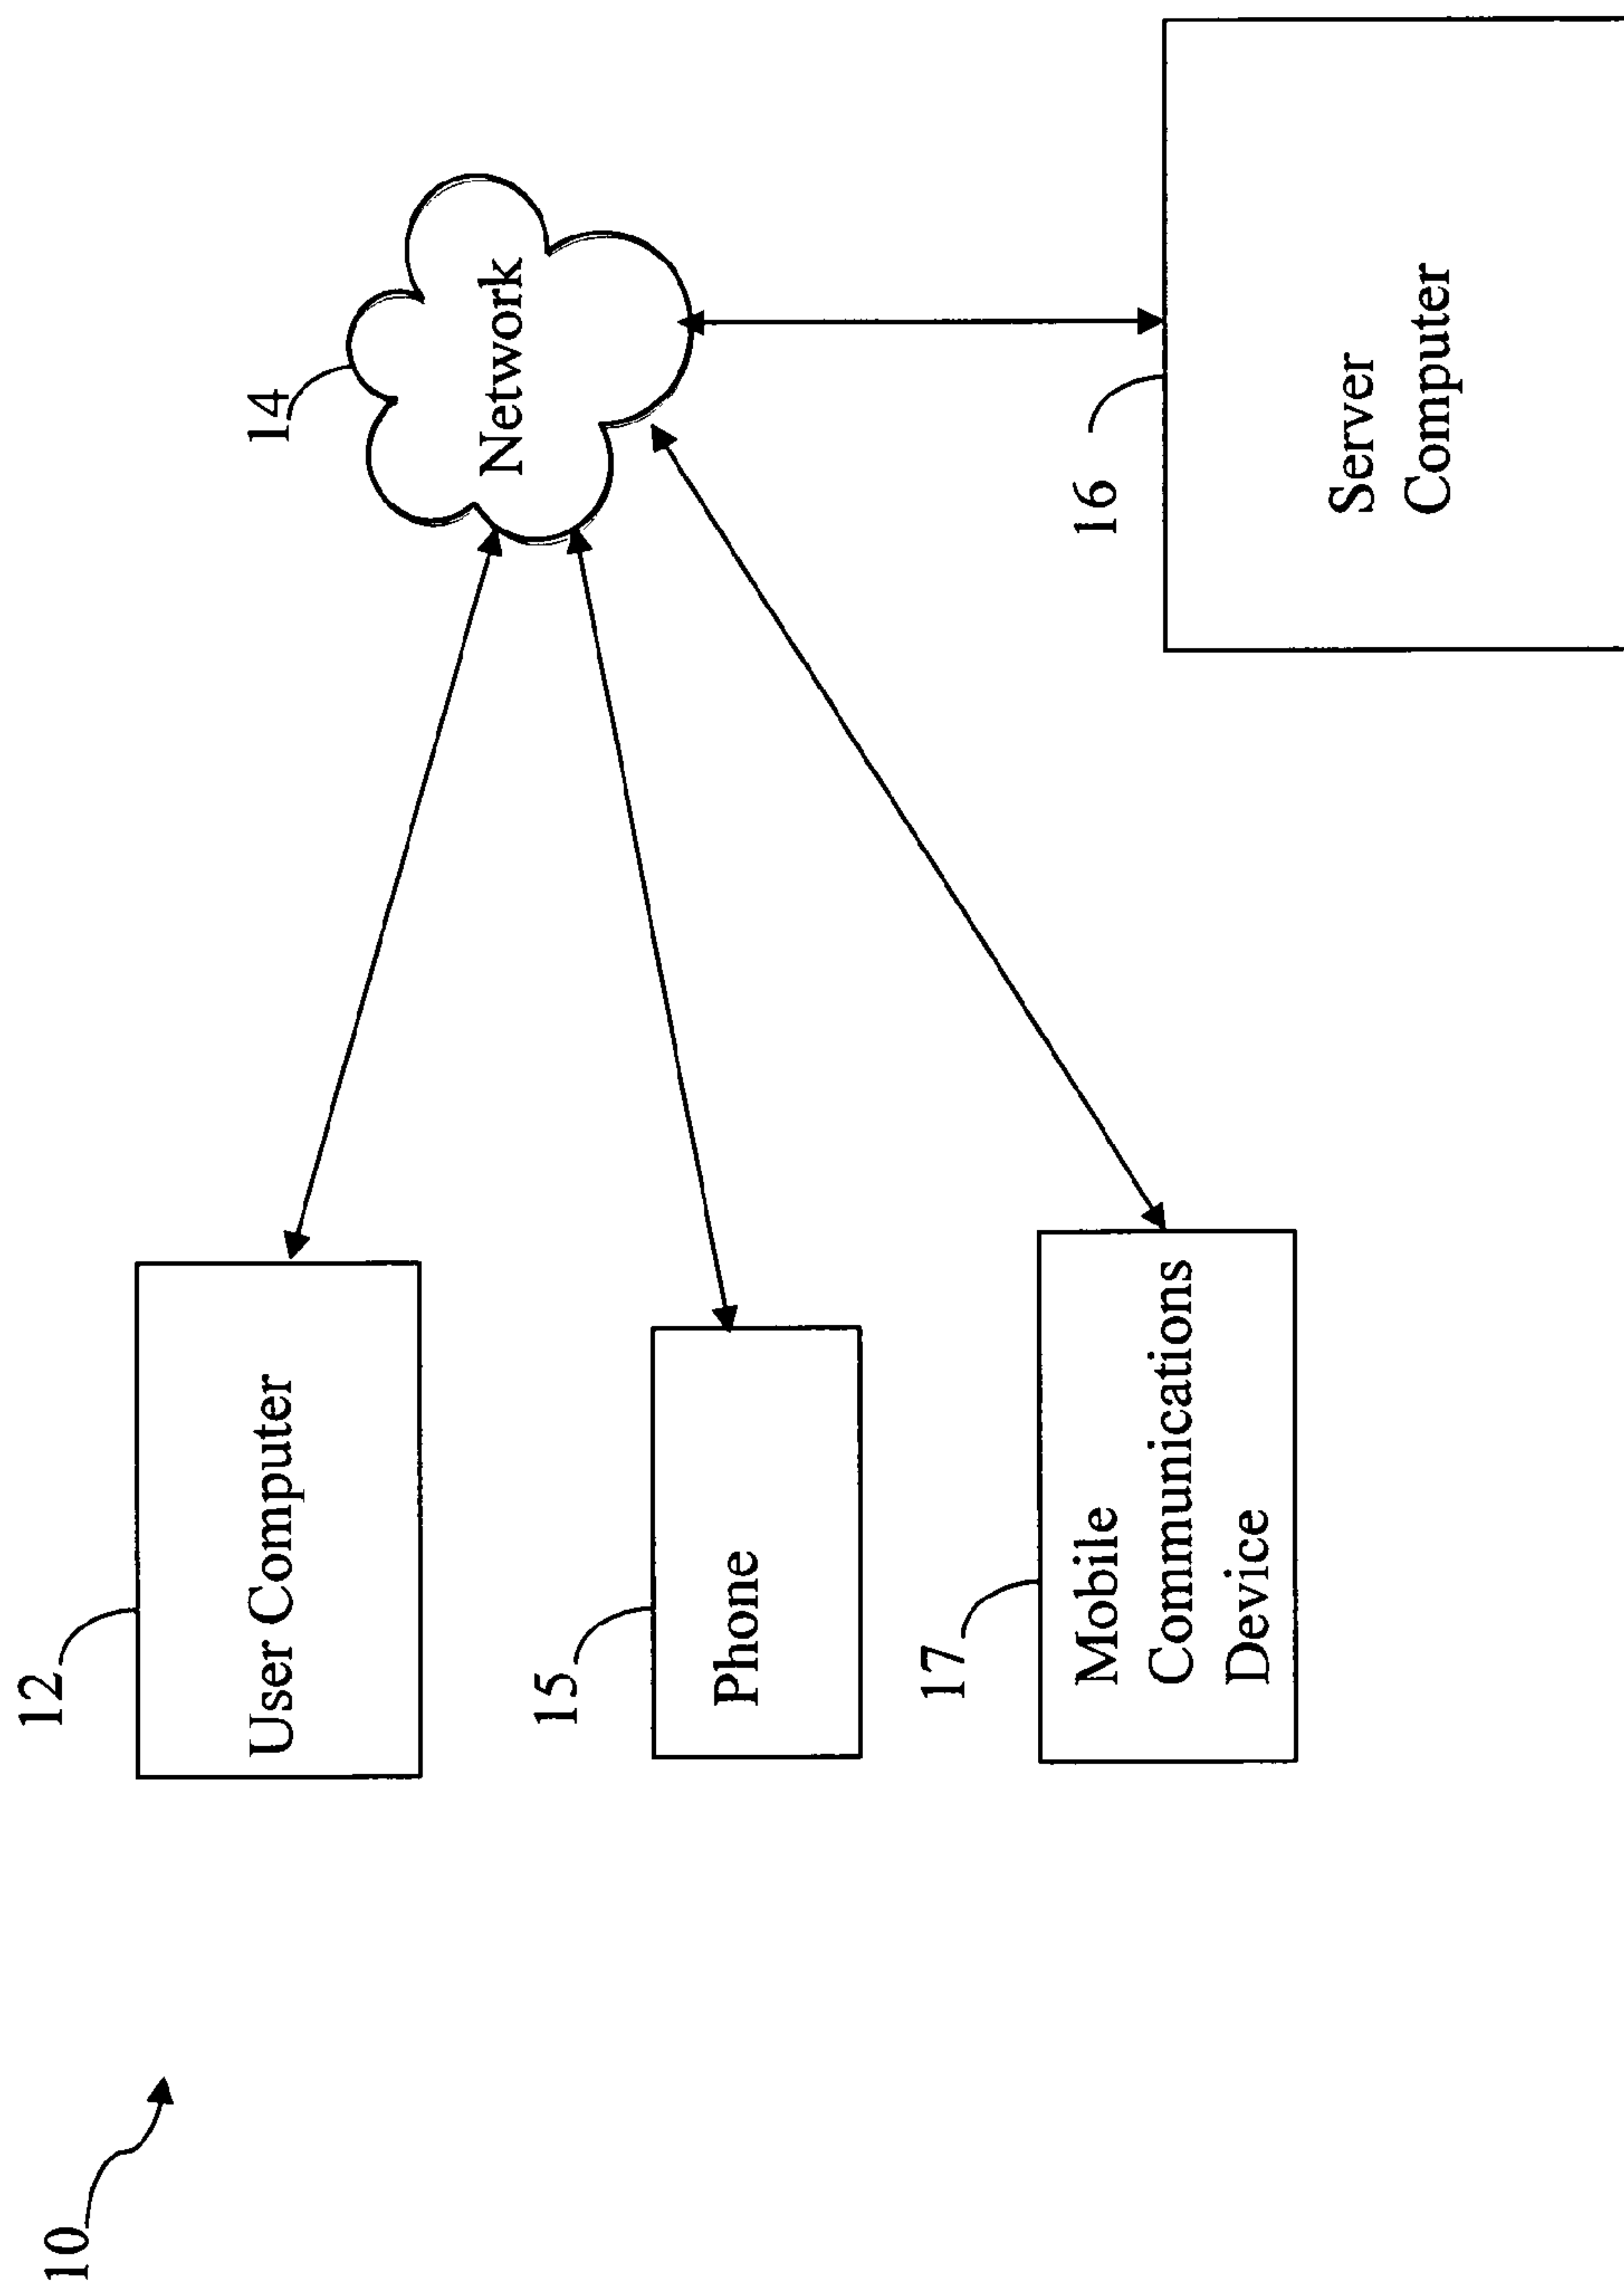 10
12
User Computer
15
Phone
17
Mobile
Communications
Device
14
Network
16
Server
Computer